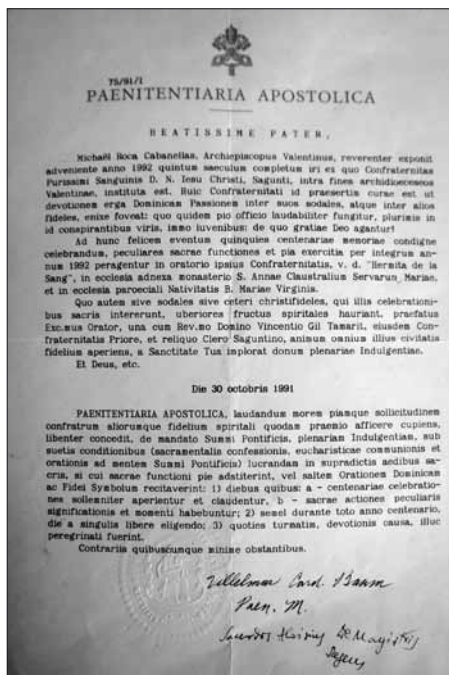 75/91/1
PAENITENTIARIA APOSTOLICA
BEATISSIME PATER,
Michaël Roca Cabanellas, Archiepiscopus Valentinus, reverenter exponit
adveniente anno 1992 quintum saeculum completum iri ex quo Confraternitas
Purissimi Sanguinis D. N. Iesu Christi, Sagunti, intra fines archidioeceseos
Valentinae, instituta est. Huic Confraternitati id praesertim curae est ut
devotionem erga Dominicam Passionem inter suos sodales, atque inter alios
fideles, enixe foveat: quo quidem pio officio laudabiliter fungitur, plurimis in
id conspirantibus viris, immo iuvenibus: de quo gratiae Deo agantur!
Ad hunc felicem eventum quinquies centenariae memoriae condigne
celebrandum, peculiares sacrae functiones et pia exercitia per integrum an-
num 1992 peragentur in oratorio ipsius Confraternitatis, v. d. "Hermita de la
Sang", in ecclesia adnexa monasterio S. Annae Claustralium Servarum Mariae,
et in ecclesia paroeciali Nativitatis B. Mariae Virginis.
Quo autem sive sodales sive ceteri christifideles, qui illis celebrationi-
bus sacris intererunt, uberiores fructus spirituales hauriant, praefatus
Exc.mus Orator, una cum Rev.mo Domino Vincentio Gil Tamarit, eiusdem Con-
fraternitatis Priore, et reliquo Clero Saguntino, animum omnium illius civitatis
fidelium aperiens, a Sanctitate Tua implorat donum plenariae Indulgentiae.
Et Deus, etc.
Die 30 octobris 1991
PAENITENTIARIA APOSTOLICA, laudandum morem piamque sollicitudinem
confratrum aliorumque fidelium spiritali quodam praemio afficere cupiens,
libenter concedit, de mandato Summi Pontificis, plenariam Indulgentiam, sub
suetis conditionibus (sacramentalis confessionis, eucharisticae communionis et
orationis ad mentem Summi Pontificis) lucrandam in supradictis aedibus sa-
cris, si cui sacrae functioni pie adstiterint, vel saltem Orationem Dominicam
ac Fidei Symbolum recitaverint: 1) diebus quibus: a - centenariae celebratio-
nes sollemniter aperientur et claudentur, b - sacrae actiones peculiaris
significationis et momenti habebuntur; 2) semel durante toto anno centenario,
die a singulis libere eligendo; 3) quoties turmatim, devotionis causa, illuc
peregrinati fuerint.
Contrariis quibuscumque minime obstantibus.
Card. Baum
Paen. M.
De Magistris
Regens